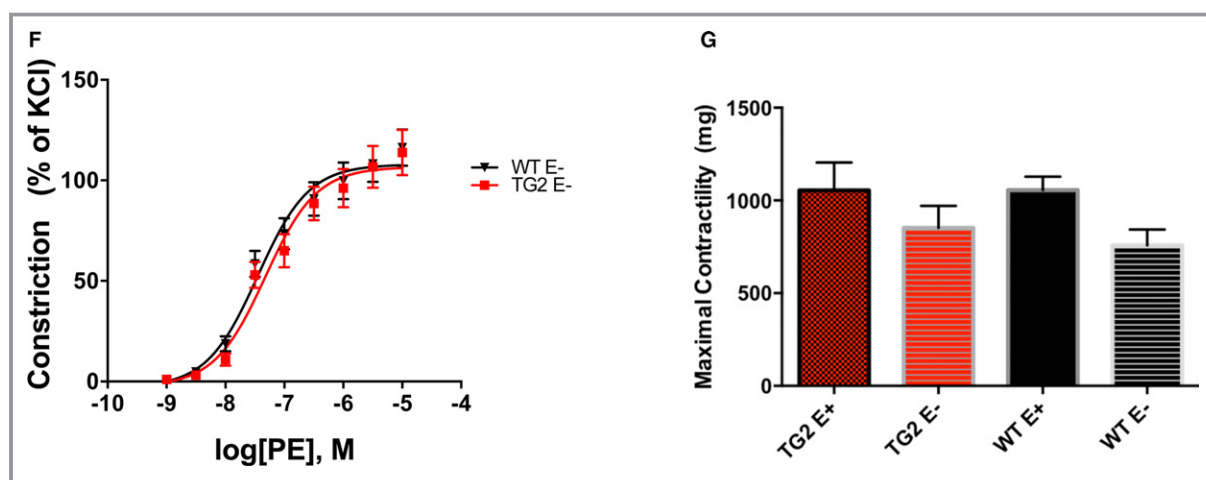 F
Constriction (% of KCl)
150
100
50
0
-10
-9
-8
-7
-6
-5
-4
log[PE], M
WT E-
TG2 E-
G
Maximal Contractility (mg)
1500
1000
500
0
TG2 E+
TG2 E-
WT E+
WT E-